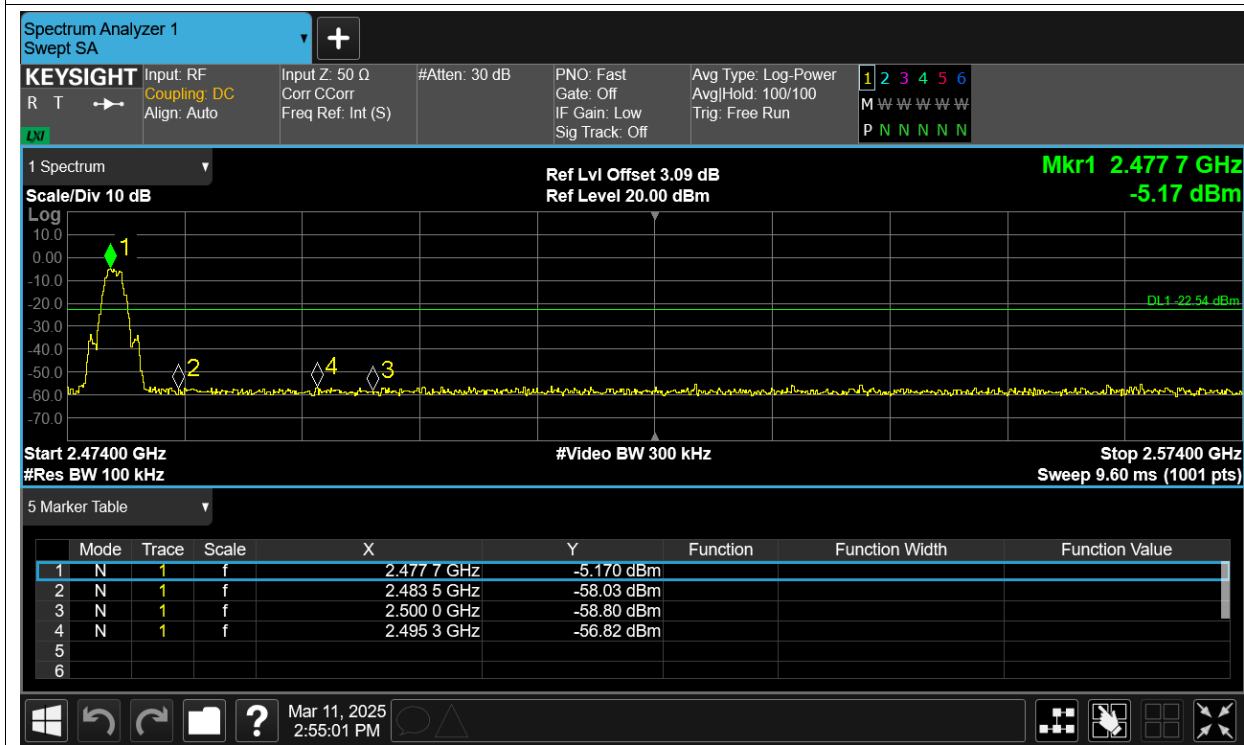 Spectrum Analyzer 1
Swept SA
+
KEYSIGHT
R T
LXI
Input: RF
Coupling: DC
Align: Auto
Input Z: 50 Ω
Corr CCorr
Freq Ref: Int (S)
#Atten: 30 dB
PNO: Fast
Gate: Off
IF Gain: Low
Sig Track: Off
Avg Type: Log-Power
Avg|Hold: 100/100
Trig: Free Run
1 2 3 4 5 6
M W W W W W
P N N N N N
1 Spectrum
Scale/Div 10 dB
Log
Ref Lvl Offset 3.09 dB
Ref Level 20.00 dBm
Mkr1 2.477 7 GHz
-5.17 dBm
10.0
0.00
-10.0
-20.0
-30.0
-40.0
-50.0
-60.0
-70.0
1
2
4
3
DL1 -22.54 dBm
Start 2.47400 GHz
#Res BW 100 kHz
#Video BW 300 kHz
Stop 2.57400 GHz
Sweep 9.60 ms (1001 pts)
5 Marker Table
Mode Trace Scale X Y Function Function Width Function Value
1 N 1 f 2.477 7 GHz -5.170 dBm
2 N 1 f 2.483 5 GHz -58.03 dBm
3 N 1 f 2.500 0 GHz -58.80 dBm
4 N 1 f 2.495 3 GHz -56.82 dBm
5
6
?
Mar 11, 2025
2:55:01 PM